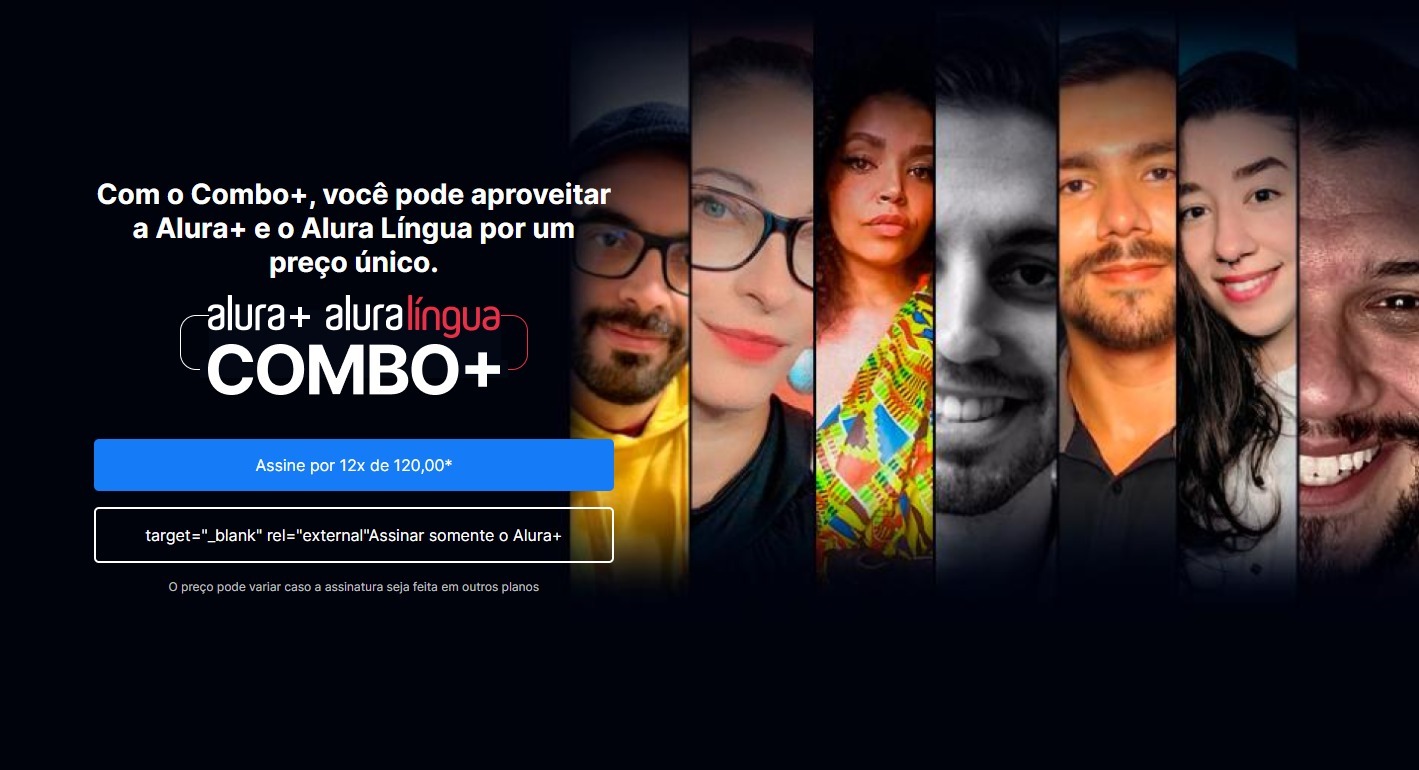 Com o Combo+, você pode aproveitar
a Alura+ e o Alura Língua por um
preço único.
alura+ aluralíngua
COMBO+
Assine por 12x de 120,00*
target="_blank" rel="external"Assinar somente o Alura+
O preço pode variar caso a assinatura seja feita em outros planos